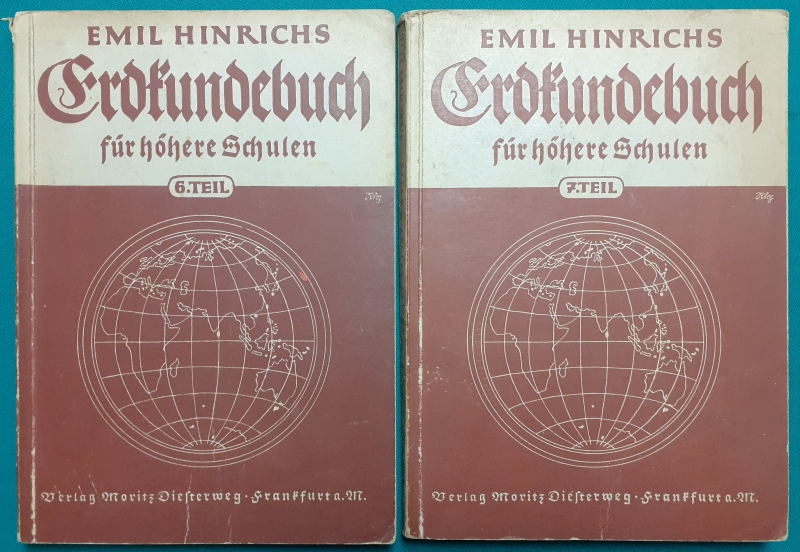 EMIL HINRICHS
Erdkundebuch
für höhere Schulen
6. TEIL
Verlag Moritz Diesterweg · Frankfurt a. M.
EMIL HINRICHS
Erdkundebuch
für höhere Schulen
7. TEIL
Verlag Moritz Diesterweg · Frankfurt a. M.